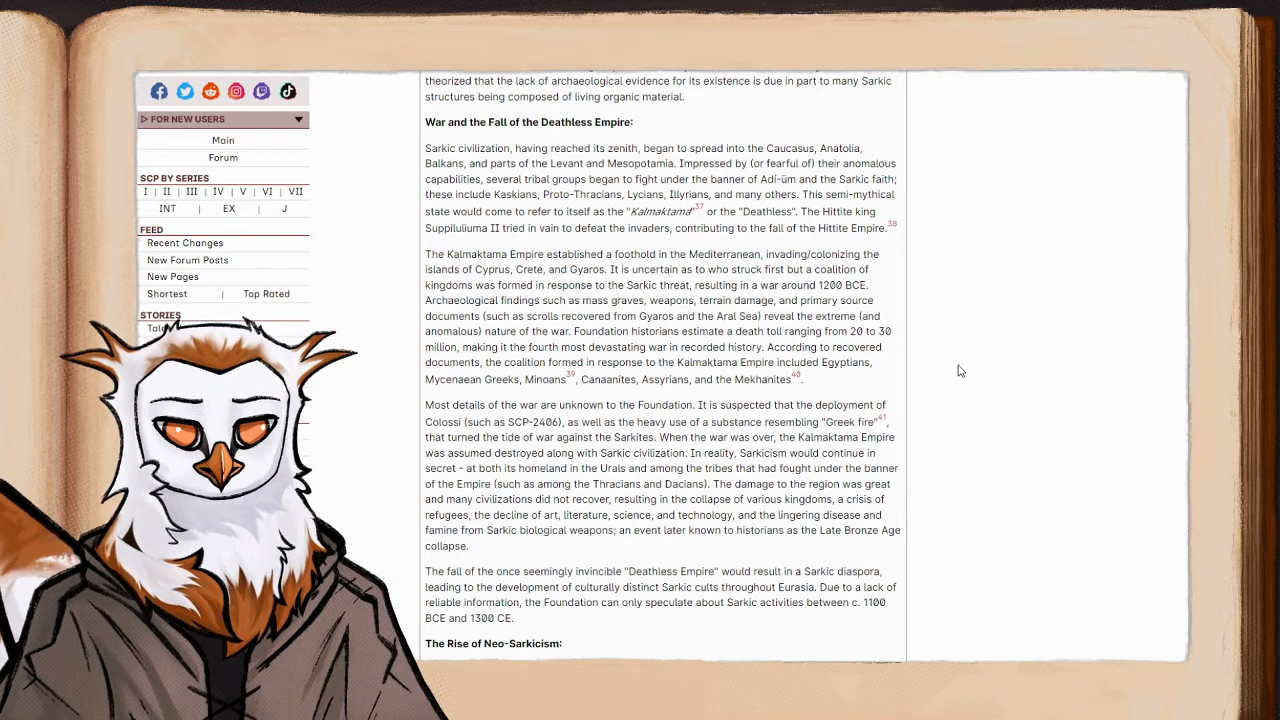 ▷ FOR NEW USERS
Main
Forum
SCP BY SERIES
I | II | III | IV | V | VI | VII
INT | EX | J
FEED
Recent Changes
New Forum Posts
New Pages
Shortest | Top Rated
STORIES
theorized that the lack of archaeological evidence for its existence is due in part to many Sarkic
structures being composed of living organic material.
War and the Fall of the Deathless Empire:
Sarkic civilization, having reached its zenith, began to spread into the Caucasus, Anatolia,
Balkans, and parts of the Levant and Mesopotamia. Impressed by (or fearful of) their anomalous
capabilities, several tribal groups began to fight under the banner of Adí-üm and the Sarkic faith;
these include Kaskians, Proto-Thracians, Lycians, Illyrians, and many others. This semi-mythical
state would come to refer to itself as the "Kalmaktama"37 or the "Deathless". The Hittite king
Suppiluliuma II tried in vain to defeat the invaders, contributing to the fall of the Hittite Empire.38
The Kalmaktama Empire established a foothold in the Mediterranean, invading/colonizing the
islands of Cyprus, Crete, and Gyaros. It is uncertain as to who struck first but a coalition of
kingdoms was formed in response to the Sarkic threat, resulting in a war around 1200 BCE.
Archaeological findings such as mass graves, weapons, terrain damage, and primary source
documents (such as scrolls recovered from Gyaros and the Aral Sea) reveal the extreme (and
anomalous) nature of the war. Foundation historians estimate a death toll ranging from 20 to 30
million, making it the fourth most devastating war in recorded history. According to recovered
documents, the coalition formed in response to the Kalmaktama Empire included Egyptians,
Mycenaean Greeks, Minoans39, Canaanites, Assyrians, and the Mekhanites40.
Most details of the war are unknown to the Foundation. It is suspected that the deployment of
Colossi (such as SCP-2406), as well as the heavy use of a substance resembling "Greek fire"41,
that turned the tide of war against the Sarkites. When the war was over, the Kalmaktama Empire
was assumed destroyed along with Sarkic civilization. In reality, Sarkicism would continue in
secret - at both its homeland in the Urals and among the tribes that had fought under the banner
of the Empire (such as among the Thracians and Dacians). The damage to the region was great
and many civilizations did not recover, resulting in the collapse of various kingdoms, a crisis of
refugees, the decline of art, literature, science, and technology, and the lingering disease and
famine from Sarkic biological weapons; an event later known to historians as the Late Bronze Age
collapse.
The fall of the once seemingly invincible "Deathless Empire" would result in a Sarkic diaspora,
leading to the development of culturally distinct Sarkic cults throughout Eurasia. Due to a lack of
reliable information, the Foundation can only speculate about Sarkic activities between c. 1100
BCE and 1300 CE.
The Rise of Neo-Sarkicism: